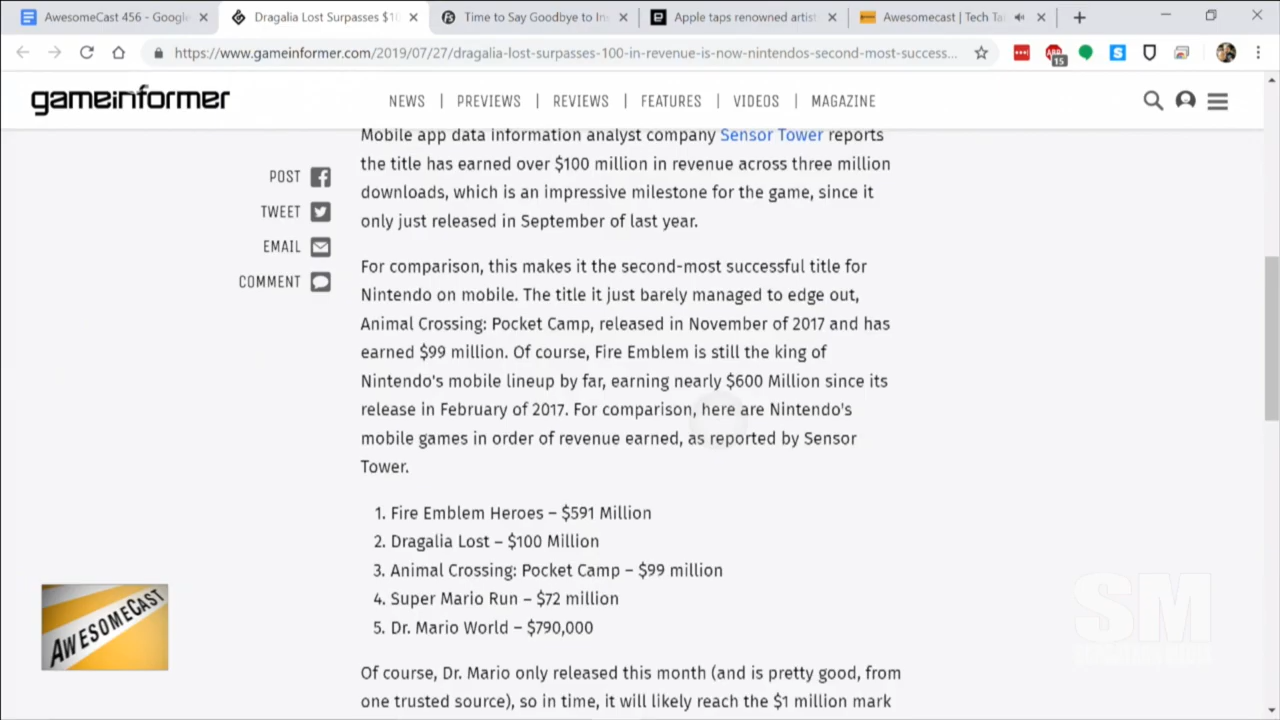 AwesomeCast 456 - Google
Dragalia Lost Surpasses $10
Time to Say Goodbye to In
Apple taps renowned artist
Awesomecast | Tech Ta
https://www.gameinformer.com/2019/07/27/dragalia-lost-surpasses-100-in-revenue-is-now-nintendos-second-most-success...
15
gameinformer
NEWS | PREVIEWS | REVIEWS | FEATURES | VIDEOS | MAGAZINE
POST
TWEET
EMAIL
COMMENT
Mobile app data information analyst company Sensor Tower reports
the title has earned over $100 million in revenue across three million
downloads, which is an impressive milestone for the game, since it
only just released in September of last year.
For comparison, this makes it the second-most successful title for
Nintendo on mobile. The title it just barely managed to edge out,
Animal Crossing: Pocket Camp, released in November of 2017 and has
earned $99 million. Of course, Fire Emblem is still the king of
Nintendo's mobile lineup by far, earning nearly $600 Million since its
release in February of 2017. For comparison, here are Nintendo's
mobile games in order of revenue earned, as reported by Sensor
Tower.
1. Fire Emblem Heroes – $591 Million
2. Dragalia Lost – $100 Million
3. Animal Crossing: Pocket Camp – $99 million
4. Super Mario Run – $72 million
5. Dr. Mario World – $790,000
Of course, Dr. Mario only released this month (and is pretty good, from
one trusted source), so in time, it will likely reach the $1 million mark
AWESOMECAST
SM